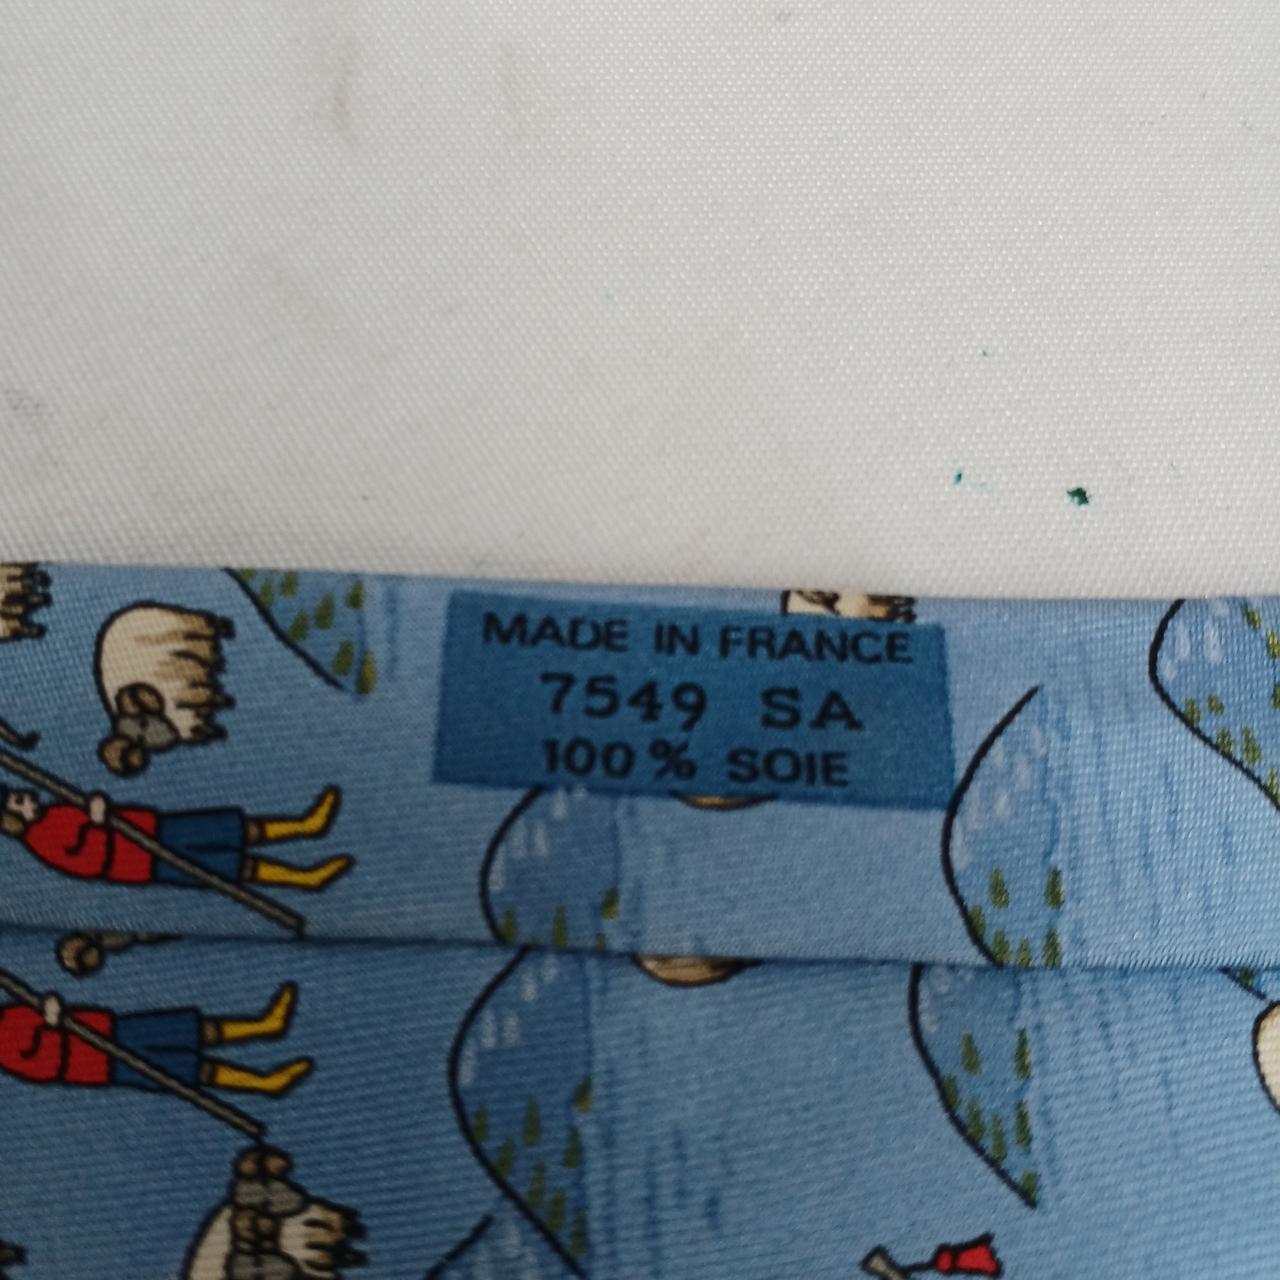 MADE IN FRANCE
7549 SA
100% SOIE